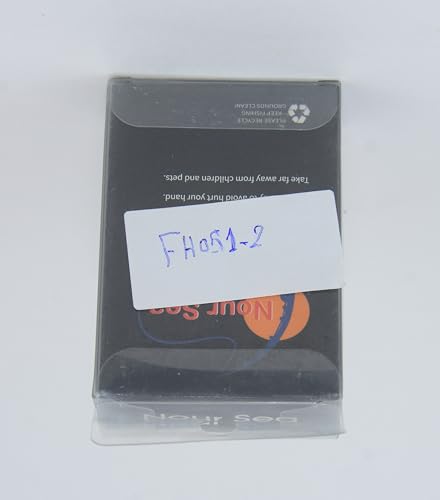 PLEASE RECYCLE
KEEP FISHING
GROUNDS CLEAN!
Take far away from children and pets.
to avoid hurt your hand.
FH051-2
Nour Sea
Nour Sea